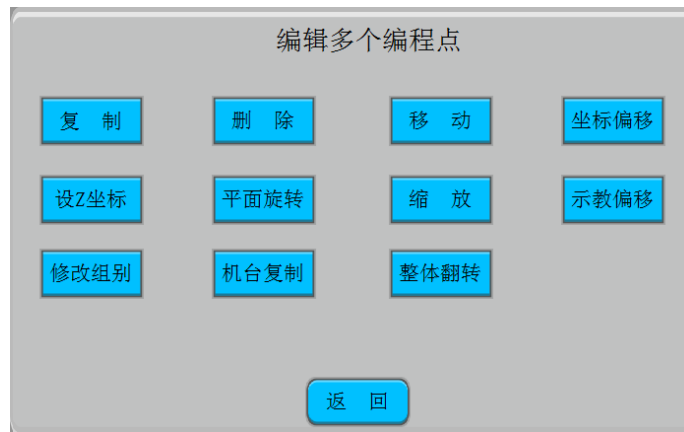 编辑多个编程点
复 制 删 除 移 动 坐标偏移
设Z坐标 平面旋转 缩 放 示教偏移
修改组别 机台复制 整体翻转
返 回